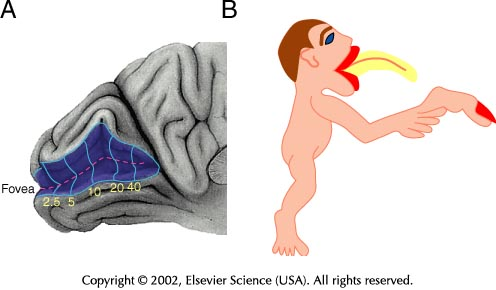 A
B
Fovea
2.5 5 10 20 40
Copyright © 2002, Elsevier Science (USA). All rights reserved.